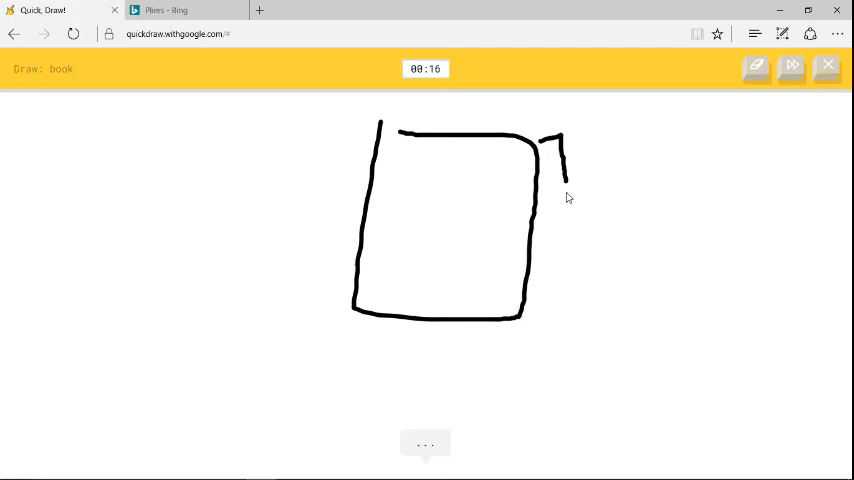 Quick, Draw!
Pliers - Bing
quickdraw.withgoogle.com/#
Draw: book
00:16
...